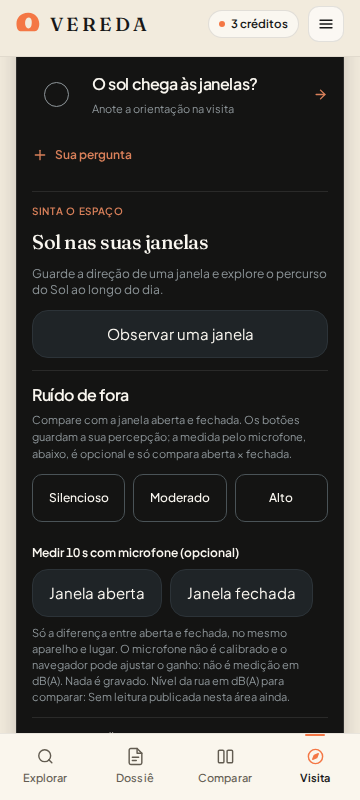 VEREDA
3 créditos
O sol chega às janelas?
Anote a orientação na visita
Sua pergunta
SINTA O ESPAÇO
Sol nas suas janelas
Guarde a direção de uma janela e explore o percurso
do Sol ao longo do dia.
Observar uma janela
Ruído de fora
Compare com a janela aberta e fechada. Os botões
guardam a sua percepção; a medida pelo microfone,
abaixo, é opcional e só compara aberta × fechada.
Silencioso
Moderado
Alto
Medir 10 s com microfone (opcional)
Janela aberta
Janela fechada
Só a diferença entre aberta e fechada, no mesmo
aparelho e lugar. O microfone não é calibrado e o
navegador pode ajustar o ganho: não é medição em
dB(A). Nada é gravado. Nível da rua em dB(A) para
comparar: Sem leitura publicada nesta área ainda.
Explorar
Dossiê
Comparar
Visita